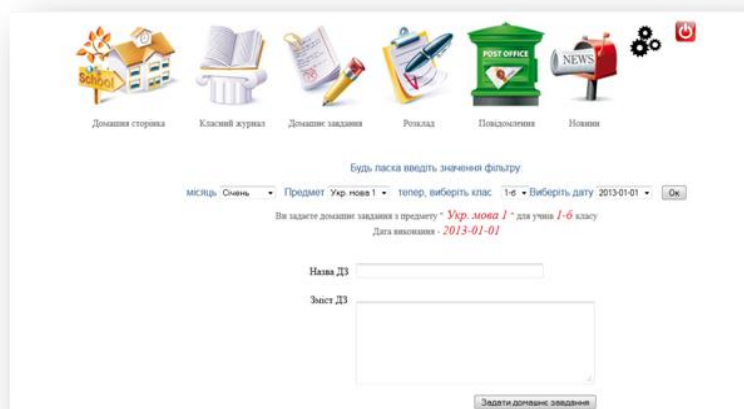 School
POST OFFICE
NEWS
Домашня сторінка Класний журнал Домашнє завдання Розклад Повідомлення Новини
Будь ласка введіть значення фільтру
місяць Січень Предмет Укр. мова 1 тепер, виберіть клас 1-б Виберіть дату 2013-01-01 Ок
Ви задаєте домашнє завдання з предмету " Укр. мова 1 " для учнів 1-б класу
Дата виконання - 2013-01-01
Назва ДЗ
Зміст ДЗ
Задати домашнє завдання